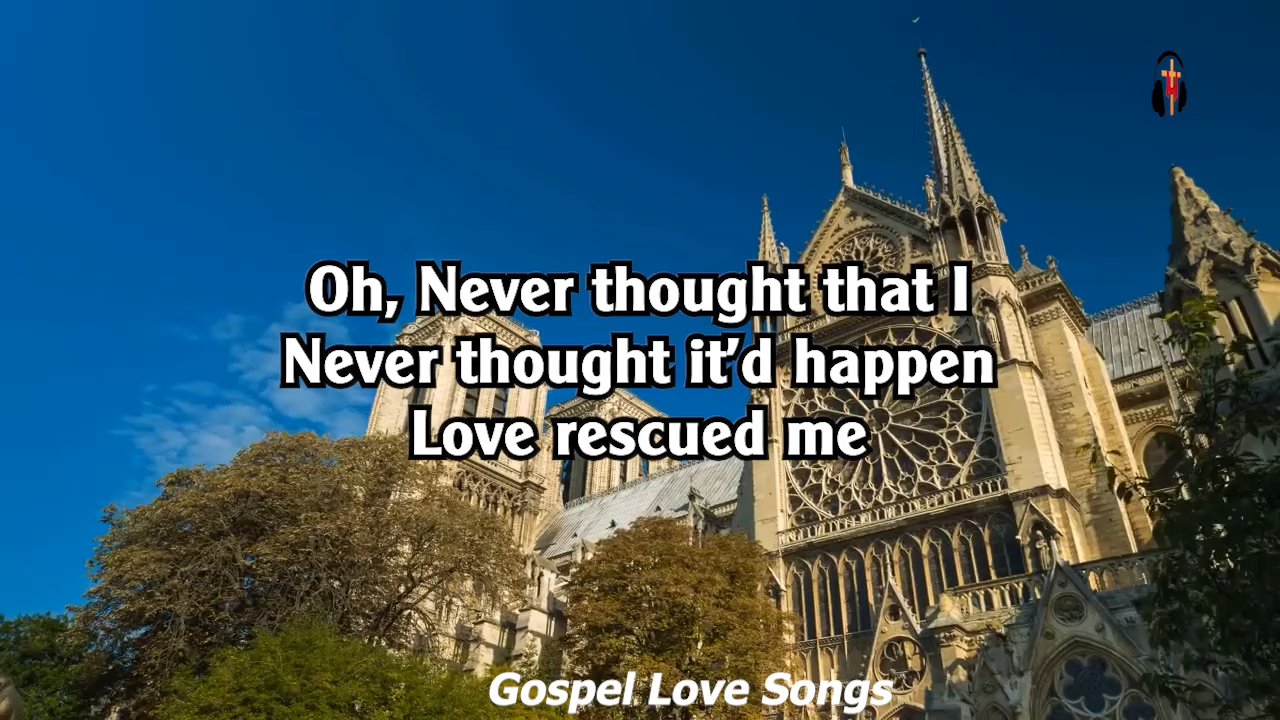 Oh, Never thought that I
Never thought it'd happen
Love rescued me
Gospel Love Songs